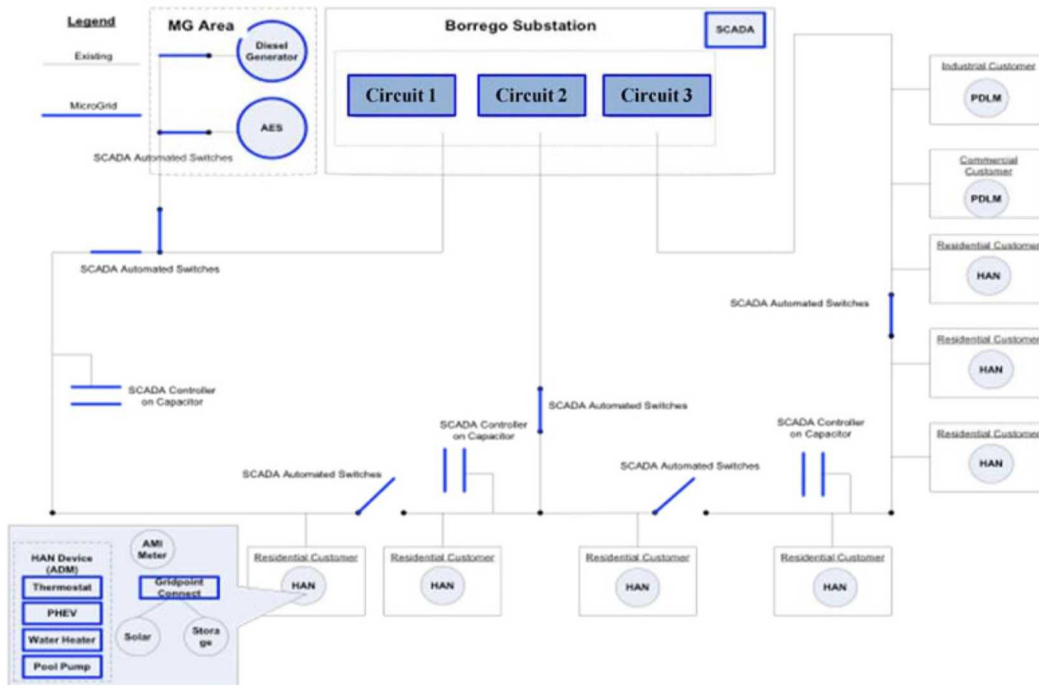 Legend
Existing
MicroGrid
MG Area
Diesel
Generator
AES
SCADA Automated Switches
Borrego Substation
SCADA
Circuit 1
Circuit 2
Circuit 3
Industrial Customer
PDLM
Commercial
Customer
PDLM
Residential Customer
HAN
SCADA Automated Switches
SCADA Automated Switches
Residential Customer
HAN
SCADA Controller
on Capacitor
SCADA Automated Switches
SCADA Controller
on Capacitor
SCADA Controller
on Capacitor
Residential Customer
HAN
SCADA Automated Switches
SCADA Automated Switches
HAN Device
(ADM)
Thermostat
PHEV
Water Heater
Pool Pump
AMI
Meter
Gridpoint
Connect
Solar
Stora
ge
Residential Customer
HAN
Residential Customer
HAN
Residential Customer
HAN
Residential Customer
HAN